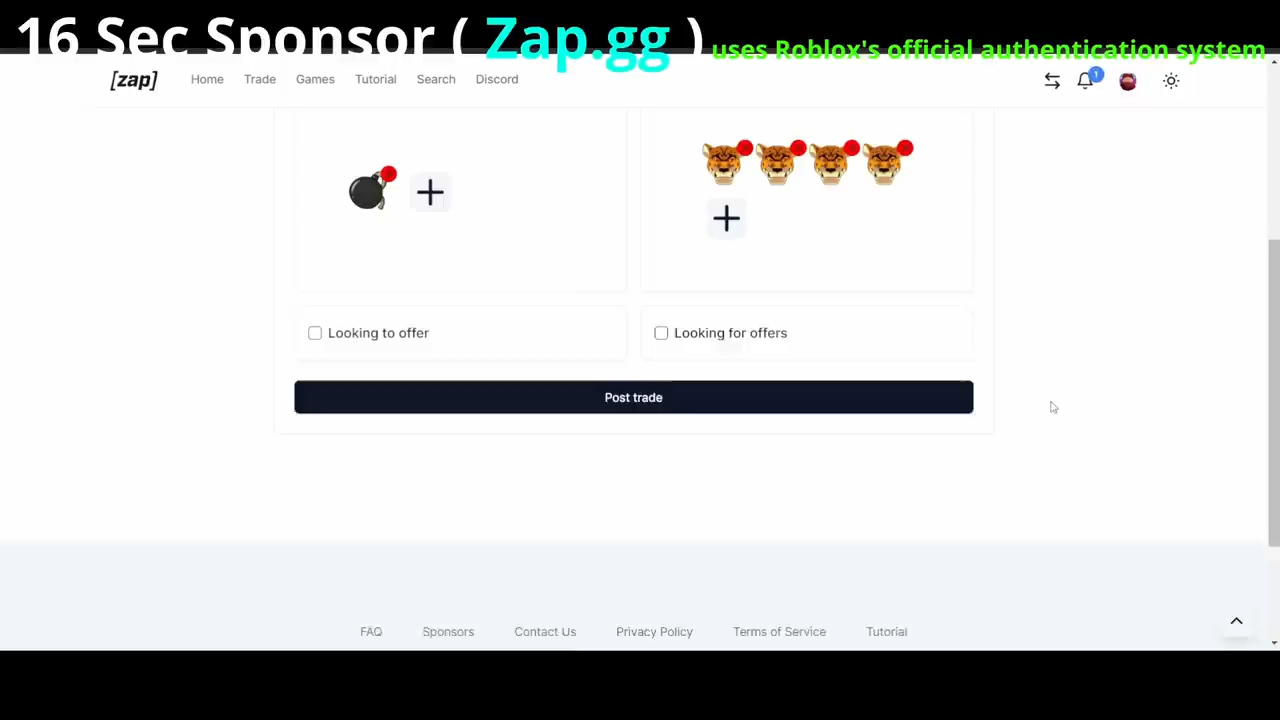 16 Sec Sponsor ( Zap.gg ) uses Roblox's official authentication system
[zap] Home Trade Games Tutorial Search Discord 1
Looking to offer Looking for offers
Post trade
FAQ Sponsors Contact Us Privacy Policy Terms of Service Tutorial